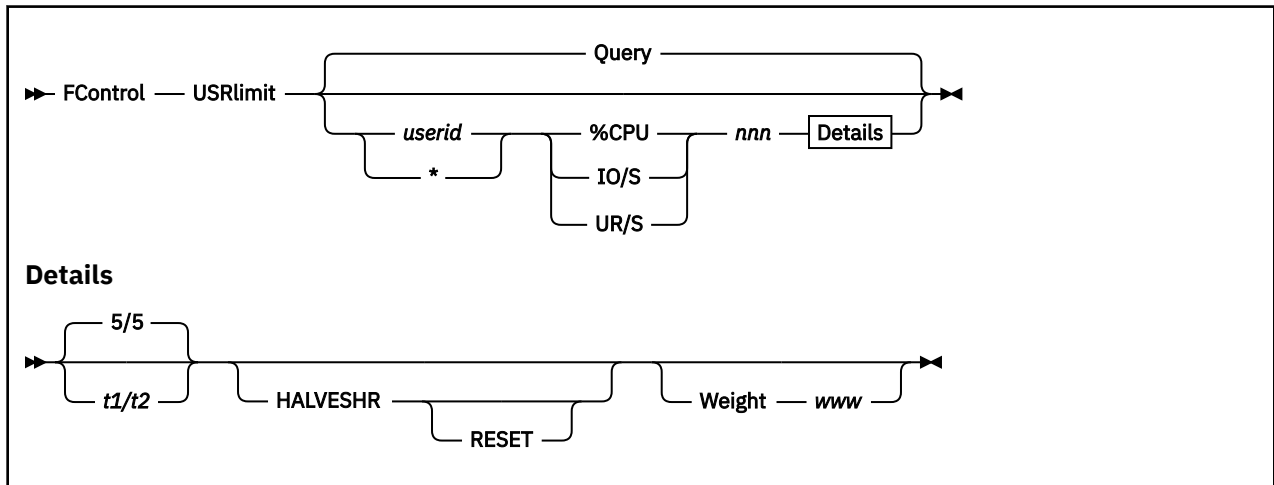 Query
FControl USRlimit
userid %CPU nnn Details
* IO/S
UR/S
Details
5/5
t1/t2 HALVESHR Weight www
RESET